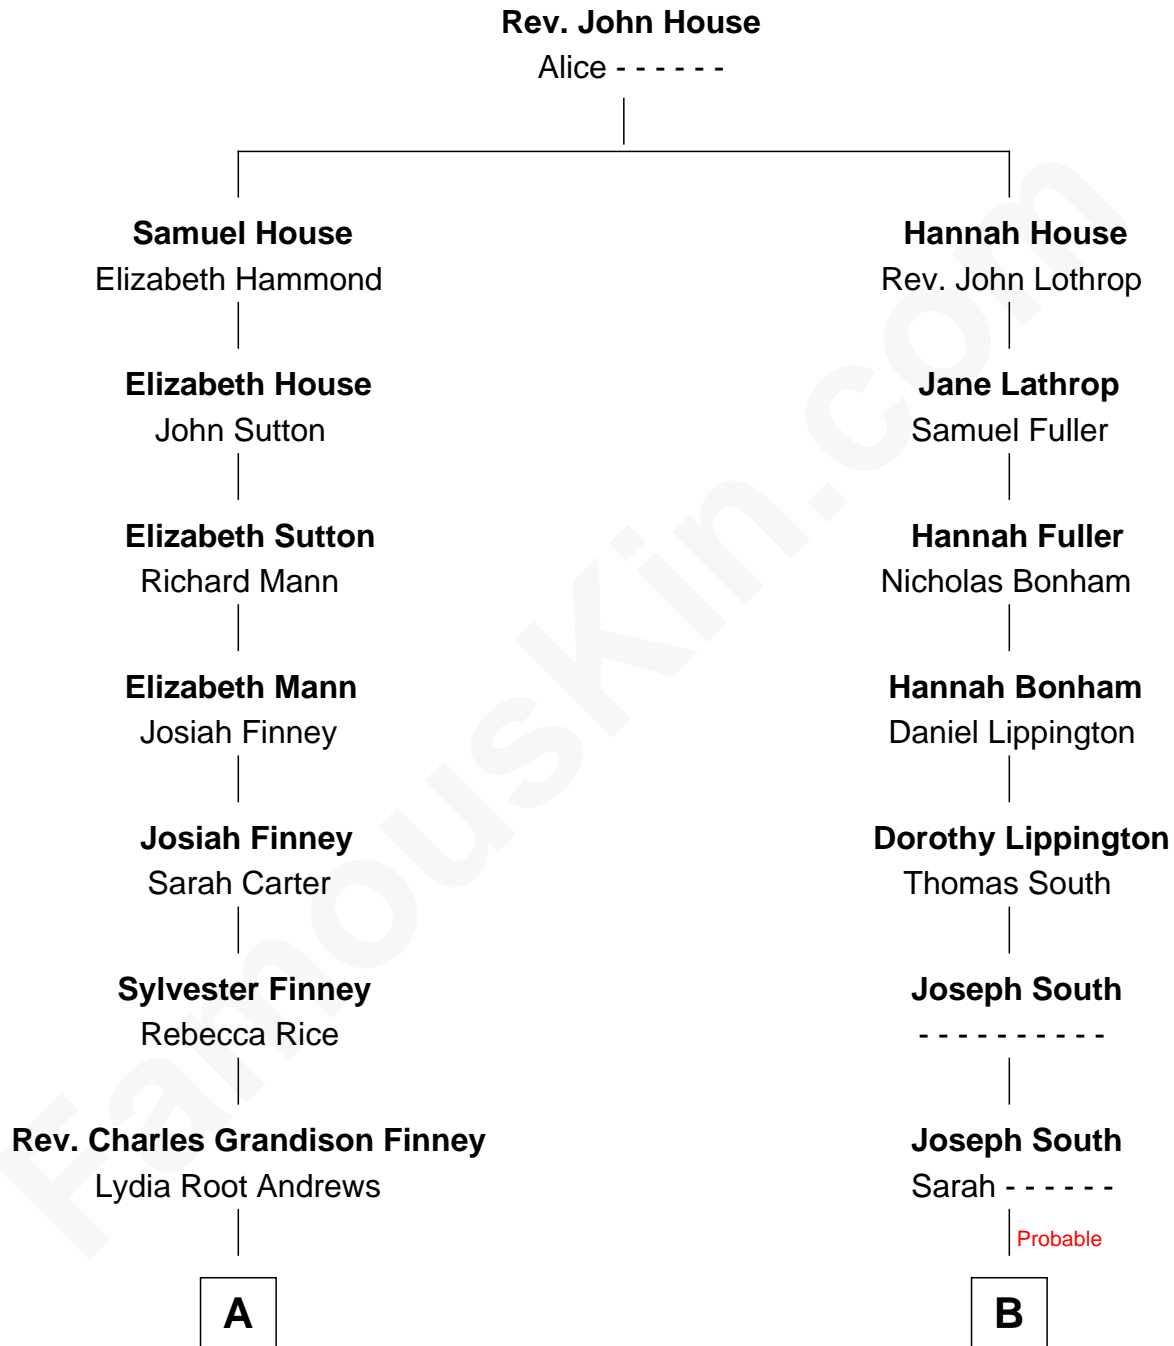 Rev. John House
Alice - - - - - -
Samuel House
Elizabeth Hammond
Hannah House
Rev. John Lothrop
Elizabeth House
John Sutton
Jane Lathrop
Samuel Fuller
Elizabeth Sutton
Richard Mann
Hannah Fuller
Nicholas Bonham
Elizabeth Mann
Josiah Finney
Hannah Bonham
Daniel Lippington
Josiah Finney
Sarah Carter
Dorothy Lippington
Thomas South
Sylvester Finney
Rebecca Rice
Joseph South
- - - - - - - - - -
Rev. Charles Grandison Finney
Lydia Root Andrews
Joseph South
Sarah - - - - - -
Probable
A
B
FamousKin.com